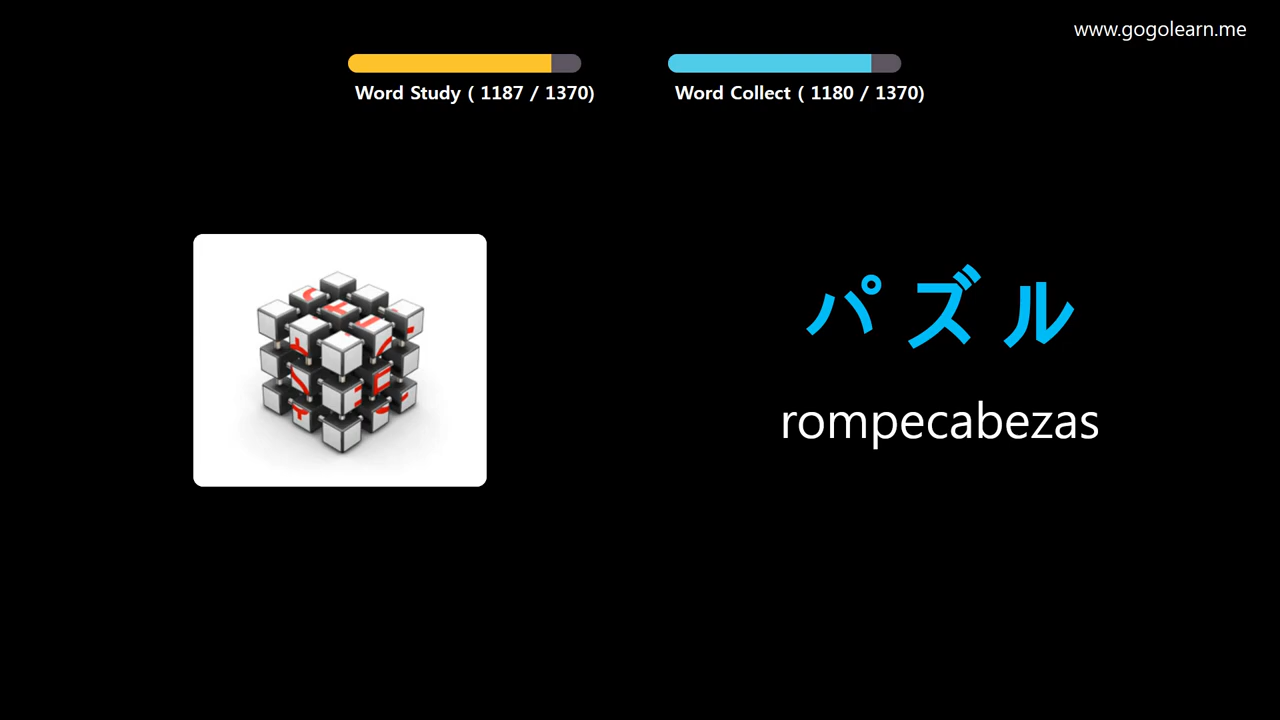 www.gogolearn.me
Word Study ( 1187 / 1370)
Word Collect ( 1180 / 1370)
パズル
rompecabezas